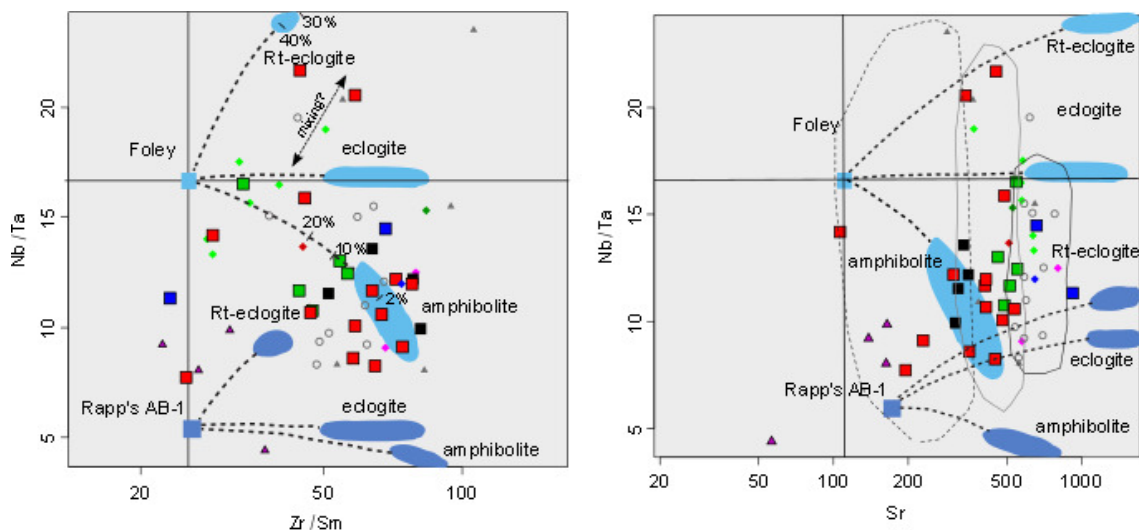 30%
40%
Rt-eclogite
mixing?
Foley
eclogite
20%
10%
amphibolite
2%
Rt-eclogite
Rapp's AB-1
eclogite
amphibolite
Nb/Ta
5
10
15
20
20
50
100
Zr/Sm
Rt-eclogite
eclogite
Foley
Rt-eclogite
amphibolite
Rapp's AB-1
eclogite
amphibolite
Nb/Ta
5
10
15
20
20
50
100
200
500
1000
Sr